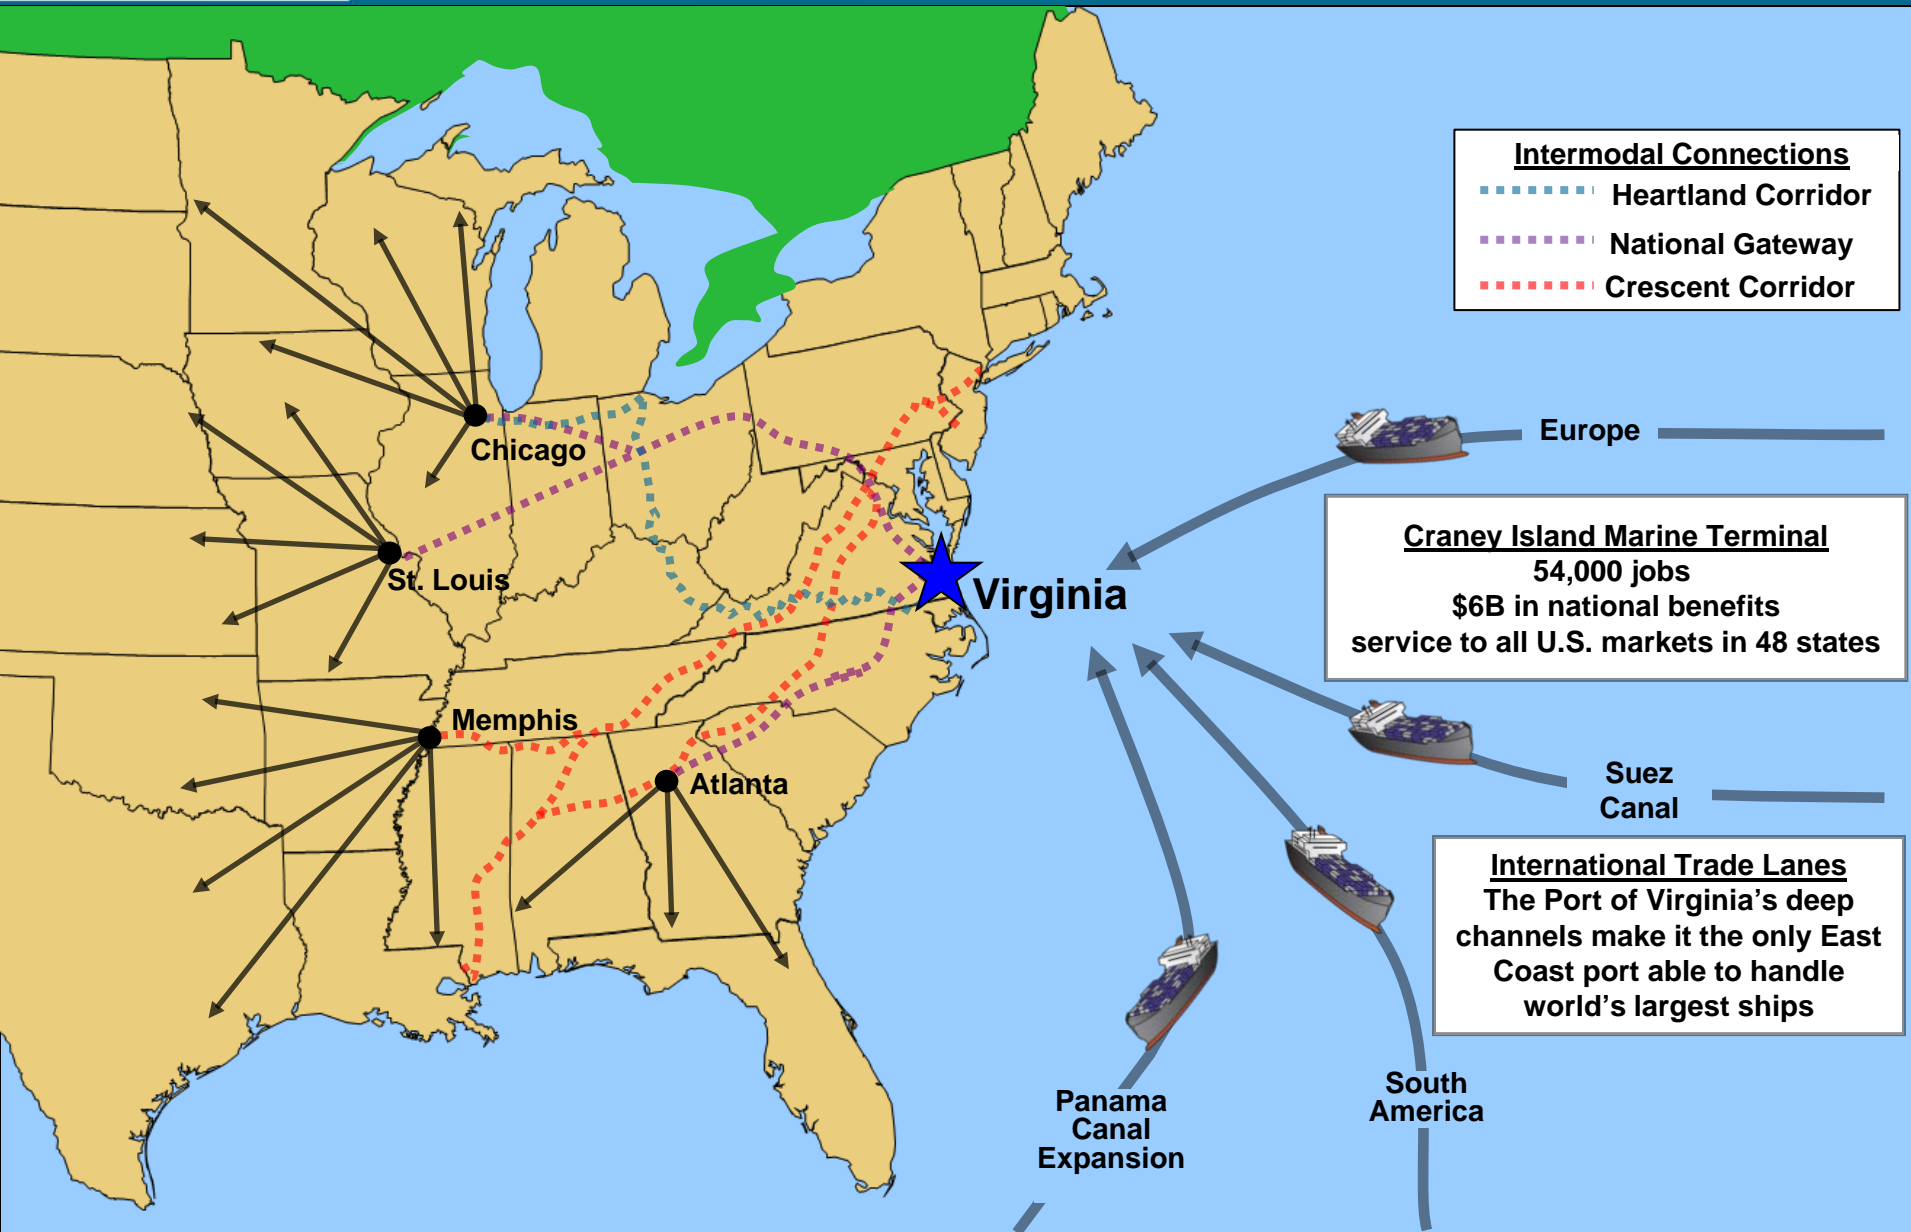 Intermodal Connections
Heartland Corridor
National Gateway
Crescent Corridor
Europe
Chicago
Craney Island Marine Terminal
54,000 jobs
$6B in national benefits
service to all U.S. markets in 48 states
St. Louis
Virginia
Memphis
Atlanta
Suez
Canal
International Trade Lanes
The Port of Virginia’s deep
channels make it the only East
Coast port able to handle
world’s largest ships
South
America
Panama
Canal
Expansion